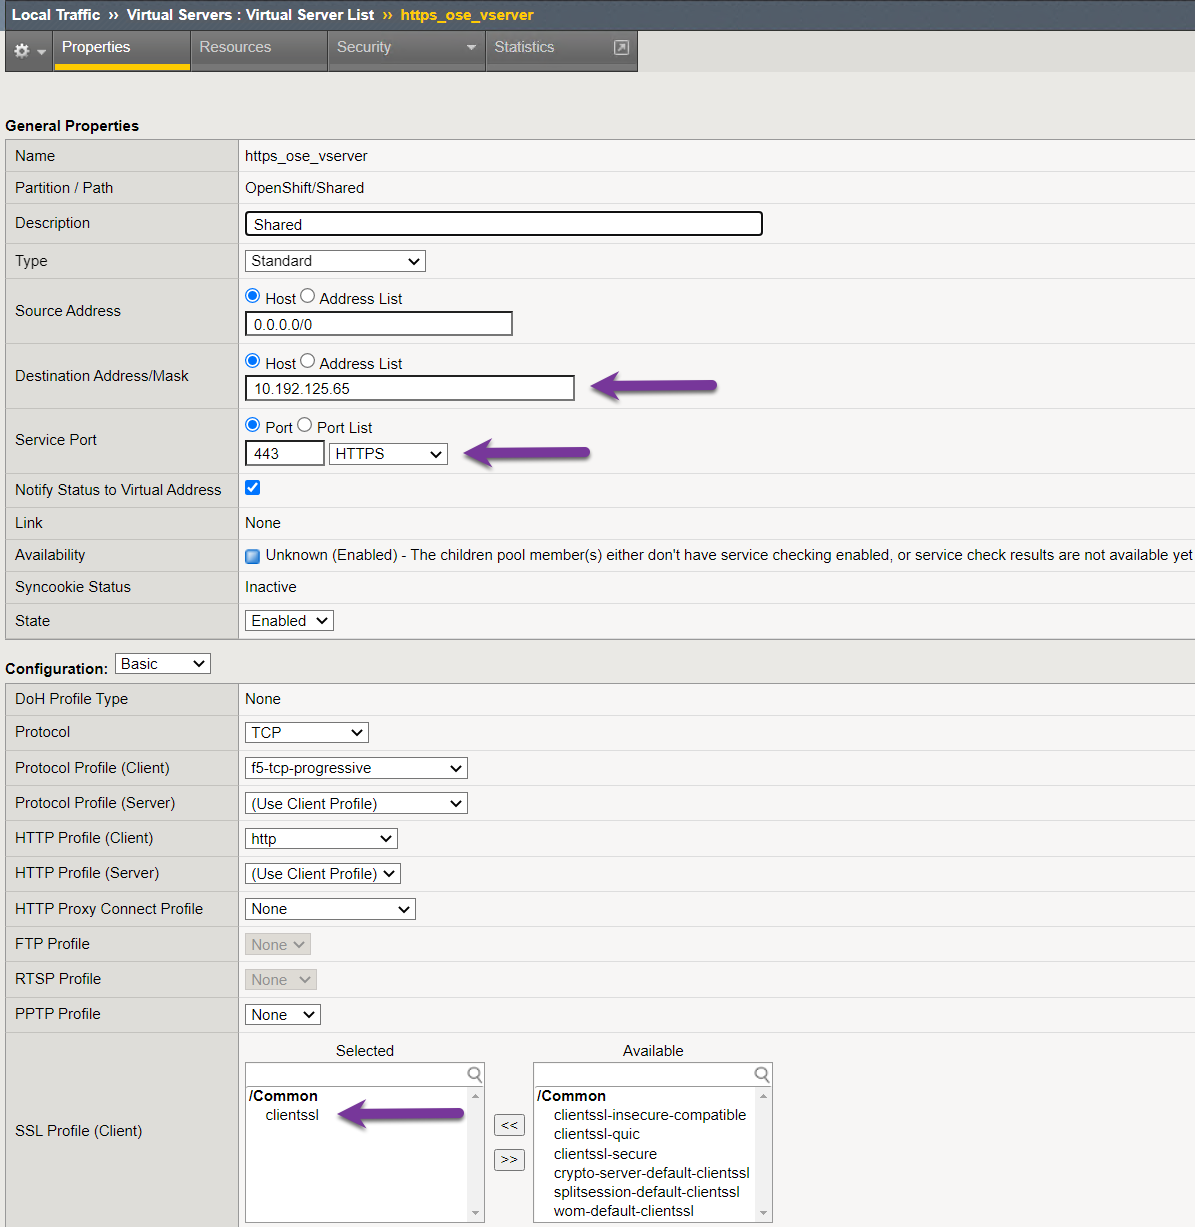 Local Traffic ›› Virtual Servers : Virtual Server List ›› https_ose_vserver
Properties Resources Security Statistics
General Properties
Name https_ose_vserver
Partition / Path OpenShift/Shared
Description Shared
Type Standard
Source Address Host Address List
0.0.0.0/0
Destination Address/Mask Host Address List
10.192.125.65
Service Port Port Port List
443 HTTPS
Notify Status to Virtual Address
Link None
Availability Unknown (Enabled) - The children pool member(s) either don't have service checking enabled, or service check results are not available yet
Syncookie Status Inactive
State Enabled
Configuration: Basic
DoH Profile Type None
Protocol TCP
Protocol Profile (Client) f5-tcp-progressive
Protocol Profile (Server) (Use Client Profile)
HTTP Profile (Client) http
HTTP Profile (Server) (Use Client Profile)
HTTP Proxy Connect Profile None
FTP Profile None
RTSP Profile None
PPTP Profile None
SSL Profile (Client)
Selected
/Common
clientssl
<<
>>
Available
/Common
clientssl-insecure-compatible
clientssl-quic
clientssl-secure
crypto-server-default-clientssl
splitsession-default-clientssl
wom-default-clientssl